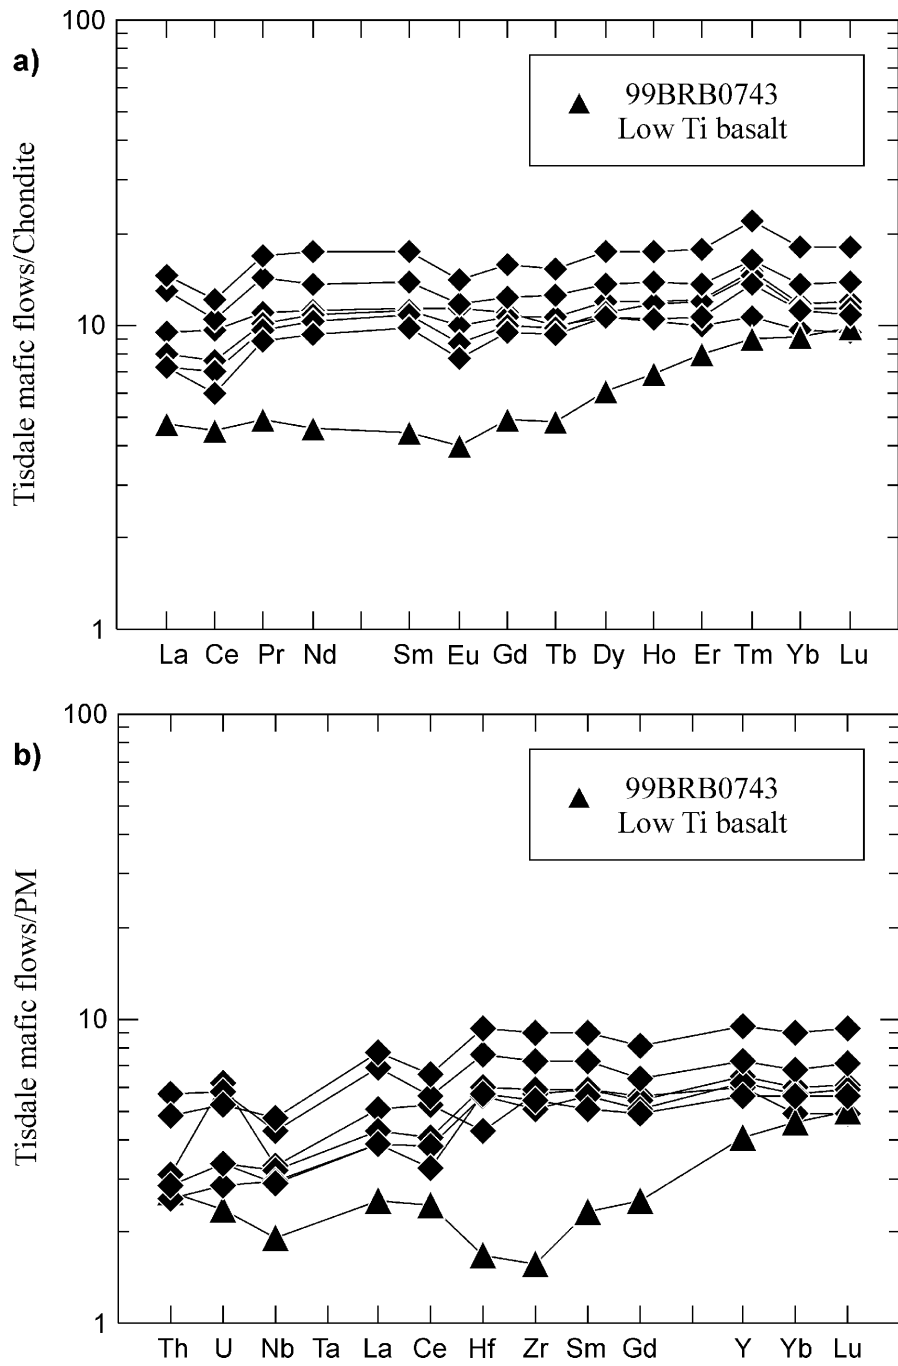 100
a)
99BRB0743
Low Ti basalt
Tisdale mafic flows/Chondite
10
1
La Ce Pr Nd Sm Eu Gd Tb Dy Ho Er Tm Yb Lu
100
b)
99BRB0743
Low Ti basalt
Tisdale mafic flows/PM
10
1
Th U Nb Ta La Ce Hf Zr Sm Gd Y Yb Lu